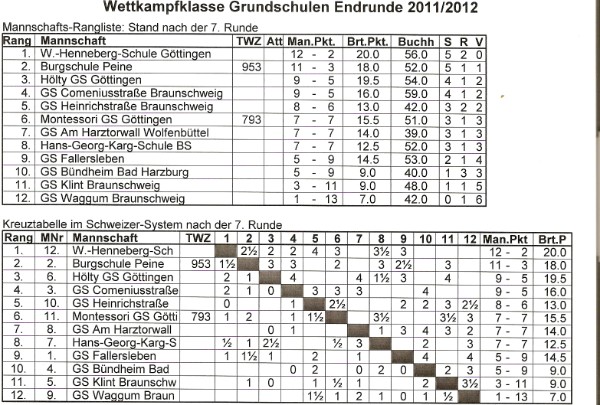 Wettkampfklasse Grundschulen Endrunde 2011/2012
Mannschafts-Rangliste: Stand nach der 7. Runde
Rang Mannschaft TWZ Att Man.Pkt. Brt.Pkt. Buchh S R V
1. W.-Henneberg-Schule Göttingen 12 - 2 20.0 56.0 5 2 0
2. Burgschule Peine 953 11 - 3 18.0 52.0 5 1 1
3. Hölty GS Göttingen 9 - 5 19.5 54.0 4 1 2
4. GS Comeniusstraße Braunschweig 9 - 5 16.0 59.0 4 1 2
5. GS Heinrichstraße Braunschweig 8 - 6 13.0 42.0 3 2 2
6. Montessori GS Göttingen 793 7 - 7 15.5 51.0 3 1 3
7. GS Am Harztorwall Wolfenbüttel 7 - 7 14.0 39.0 3 1 3
8. Hans-Georg-Karg-Schule BS 7 - 7 12.5 52.0 3 1 3
9. GS Fallersleben 5 - 9 14.5 53.0 2 1 4
10. GS Bündheim Bad Harzburg 5 - 9 9.0 40.0 1 3 3
11. GS Klint Braunschweig 3 - 11 9.0 48.0 1 1 5
12. GS Waggum Braunschweig 1 - 13 7.0 42.0 0 1 6
Kreuztabelle im Schweizer-System nach der 7. Runde
Rang MNr Mannschaft TWZ 1 2 3 4 5 6 7 8 9 10 11 12 Man.Pkt Brt.P
1. 12. W.-Henneberg-Sch 2½ 2 2 4 3 3½ 3 12 - 2 20.0
2. 2. Burgschule Peine 953 1½ 3 3 2 3 2½ 3 11 - 3 18.0
3. 6. Hölty GS Göttingen 2 1 4 4 1½ 3 4 9 - 5 19.5
4. 3. GS Comeniusstraße 2 1 0 3 3 3 4 9 - 5 16.0
5. 10. GS Heinrichstraße 0 1 2½ 2 2 3 2½ 8 - 6 13.0
6. 11. Montessori GS Götti 793 1 2 1 1½ 3½ 3½ 3 7 - 7 15.5
7. 8. GS Am Harztorwall 0 1 1 3 4 2 3 7 - 7 14.0
8. 7. Hans-Georg-Karg-S ½ 1 2½ ½ 3 2 3 7 - 7 12.5
9. 1. GS Fallersleben 1 1½ 1 2 1 4 4 5 - 9 14.5
10. 4. GS Bündheim Bad 0 2 0 2 0 2 3 5 - 9 9.0
11. 5. GS Klint Braunschw 1 0 1 ½ 2 1 3½ 3 - 11 9.0
12. 9. GS Waggum Braun 1½ 1 1 0 1 ½ 1 - 13 7.0